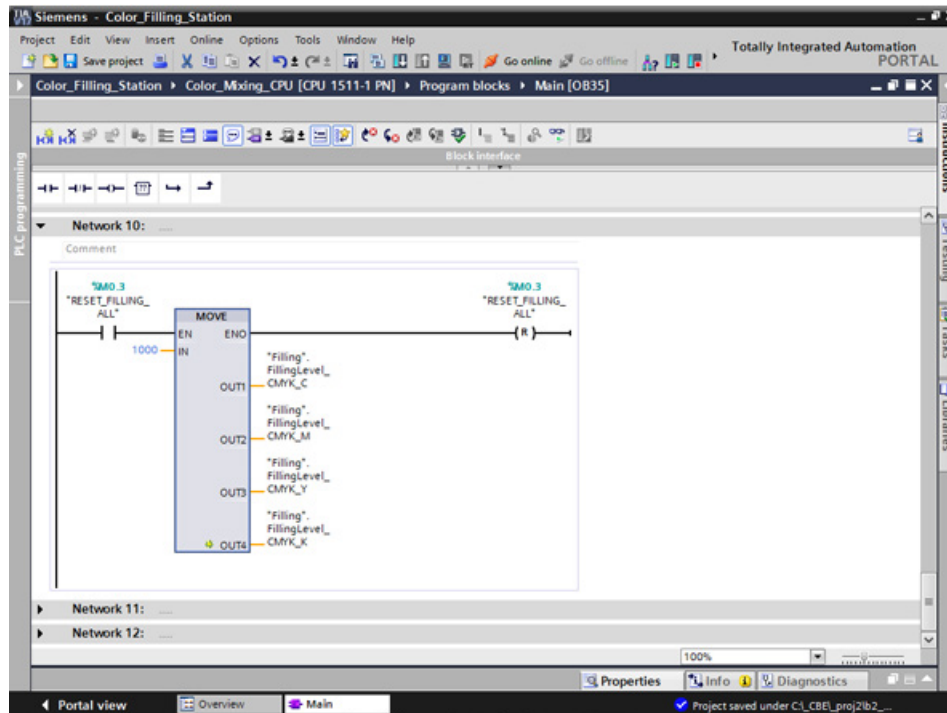 Siemens - Color_Filling_Station
Project Edit View Insert Online Options Tools Window Help
Totally Integrated Automation
PORTAL
Save project
Go online
Go offline
Color_Filling_Station Color_Mixing_CPU [CPU 1511-1 PN] Program blocks Main [OB35]
Block interface
PLC programming
Instructions
Testing
Tasks
Libraries
Network 10: .....
Comment
%M0.3
"RESET_FILLING_
ALL"
MOVE
EN ENO
1000 IN
%M0.3
"RESET_FILLING_
ALL"
R
"Filling".
FillingLevel_
OUT1 CMYK_C
"Filling".
FillingLevel_
OUT2 CMYK_M
"Filling".
FillingLevel_
OUT3 CMYK_Y
"Filling".
FillingLevel_
OUT4 CMYK_K
Network 11: .....
Network 12: .....
100%
Properties Info Diagnostics
Portal view Overview Main
Project saved under C:\_CBE\_proj2\b2_...